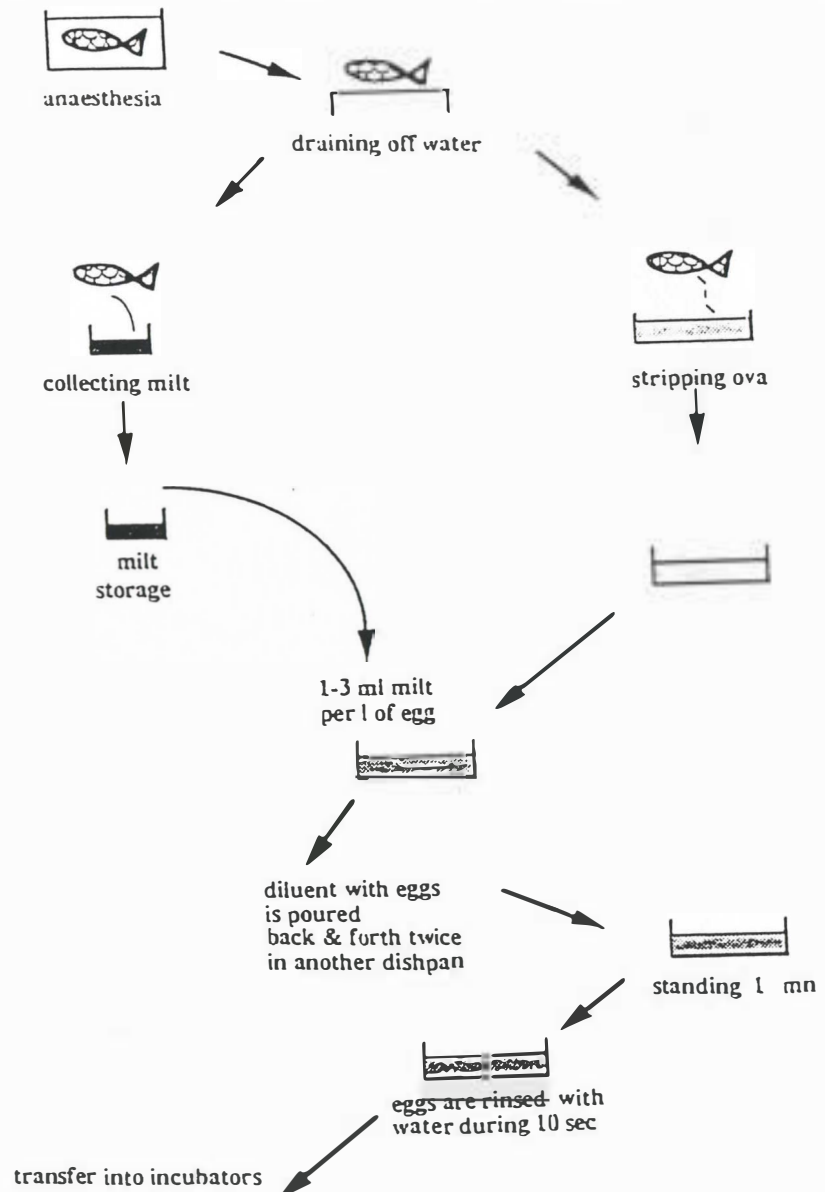 anaesthesia
draining off water
collecting milt
stripping ova
milt
storage
1-3 ml milt
per l of egg
diluent with eggs
is poured
back & forth twice
in another dishpan
standing 1 mn
eggs are rinsed with
water during 10 sec
transfer into incubators